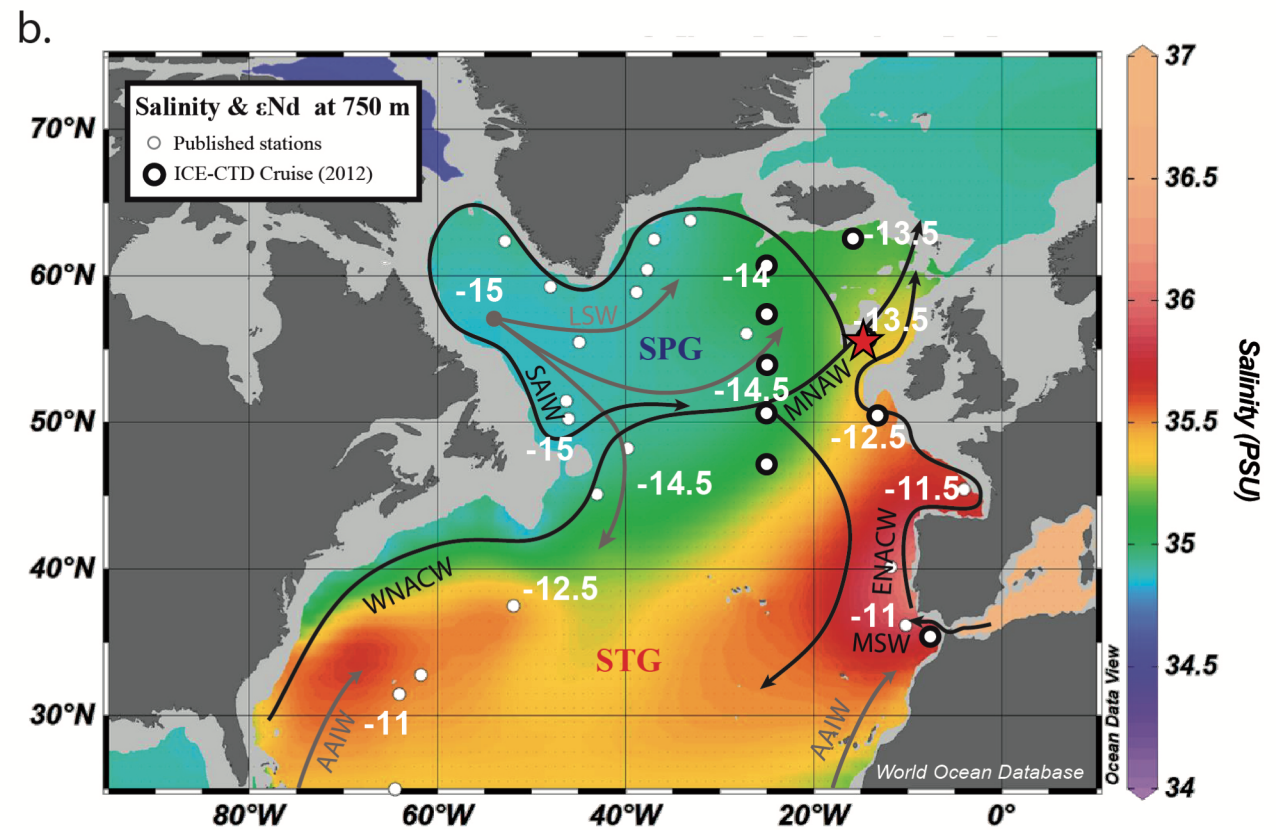 b.
Salinity & εNd at 750 m
Published stations
ICE-CTD Cruise (2012)
70°N
60°N
50°N
40°N
30°N
80°W
60°W
40°W
20°W
0°
-13.5
-14
-15
LSW
-13.5
SPG
SAIW
-14.5
MNAW
-15
-12.5
-14.5
-11.5
ENACW
WNACW
-12.5
-11
MSW
STG
AAIW
-11
AAIW
World Ocean Database
Ocean Data View
37
36.5
36
35.5
35
34.5
34
Salinity (PSU)